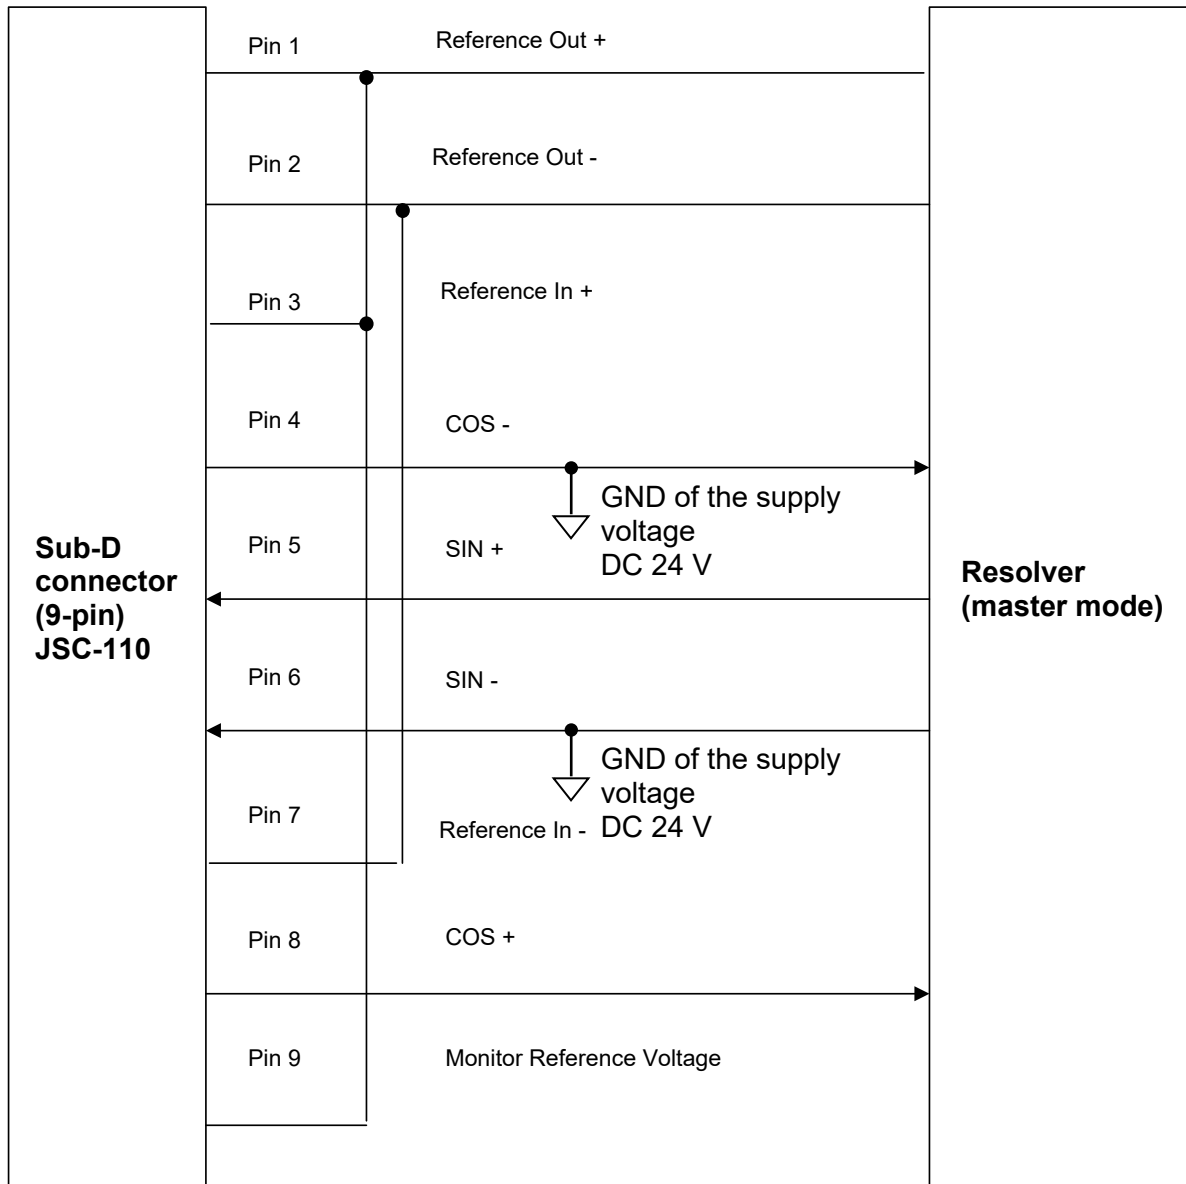 Pin 1
Reference Out +
Pin 2
Reference Out -
Pin 3
Reference In +
Pin 4
COS -
GND of the supply
voltage
DC 24 V
Pin 5
SIN +
Sub-D
connector
(9-pin)
JSC-110
Resolver
(master mode)
Pin 6
SIN -
GND of the supply
voltage
DC 24 V
Pin 7
Reference In -
Pin 8
COS +
Pin 9
Monitor Reference Voltage